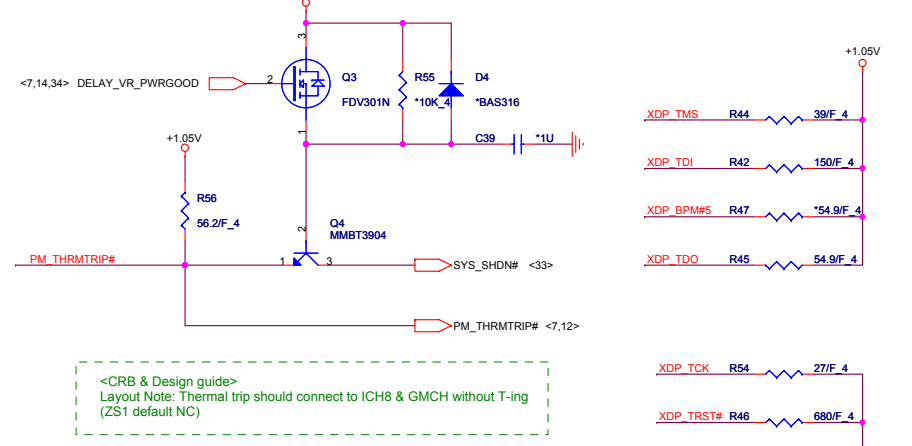 +1.05V
3
<7,14,34> DELAY_VR_PWRGOOD
2
Q3
FDV301N
R55
*10K_4
D4
*BAS316
1
C39
*1U
+1.05V
R56
56.2/F_4
2
Q4
MMBT3904
PM_THRMTRIP#
1
3
SYS_SHDN# <33>
PM_THRMTRIP# <7,12>
XDP_TMS R44 39/F_4
XDP_TDI R42 150/F_4
XDP_BPM#5 R47 *54.9/F_4
XDP_TDO R45 54.9/F_4
XDP_TCK R54 27/F_4
XDP_TRST# R46 680/F_4
<CRB & Design guide>
Layout Note: Thermal trip should connect to ICH8 & GMCH without T-ing
(ZS1 default NC)